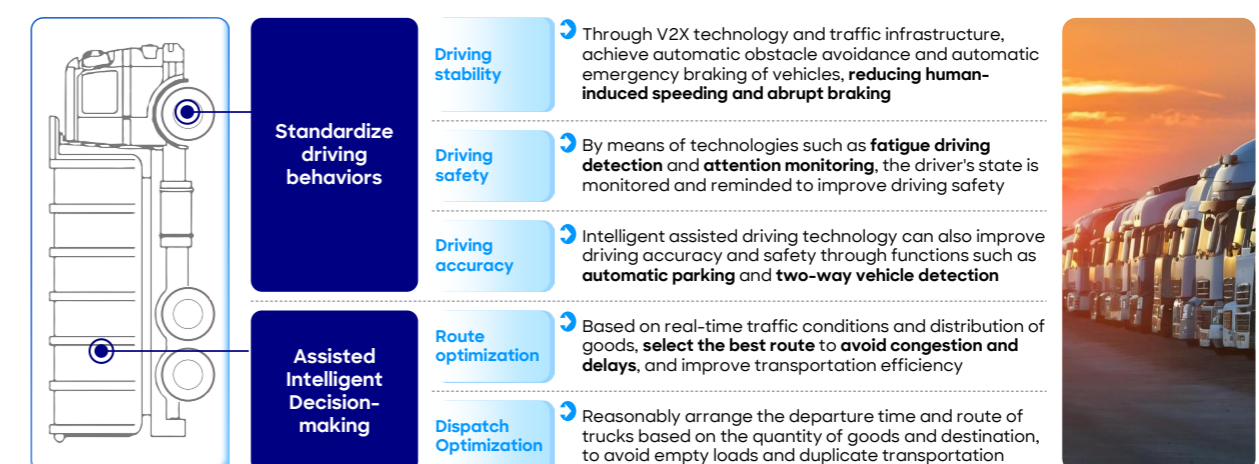 Standardize
driving
behaviors
Driving
stability
Through V2X technology and traffic infrastructure,
achieve automatic obstacle avoidance and automatic
emergency braking of vehicles, reducing human-
induced speeding and abrupt braking
Driving
safety
By means of technologies such as fatigue driving
detection and attention monitoring, the driver's state is
monitored and reminded to improve driving safety
Driving
accuracy
Intelligent assisted driving technology can also improve
driving accuracy and safety through functions such as
automatic parking and two-way vehicle detection
Assisted
Intelligent
Decision-
making
Route
optimization
Based on real-time traffic conditions and distribution of
goods, select the best route to avoid congestion and
delays, and improve transportation efficiency
Dispatch
Optimization
Reasonably arrange the departure time and route of
trucks based on the quantity of goods and destination,
to avoid empty loads and duplicate transportation